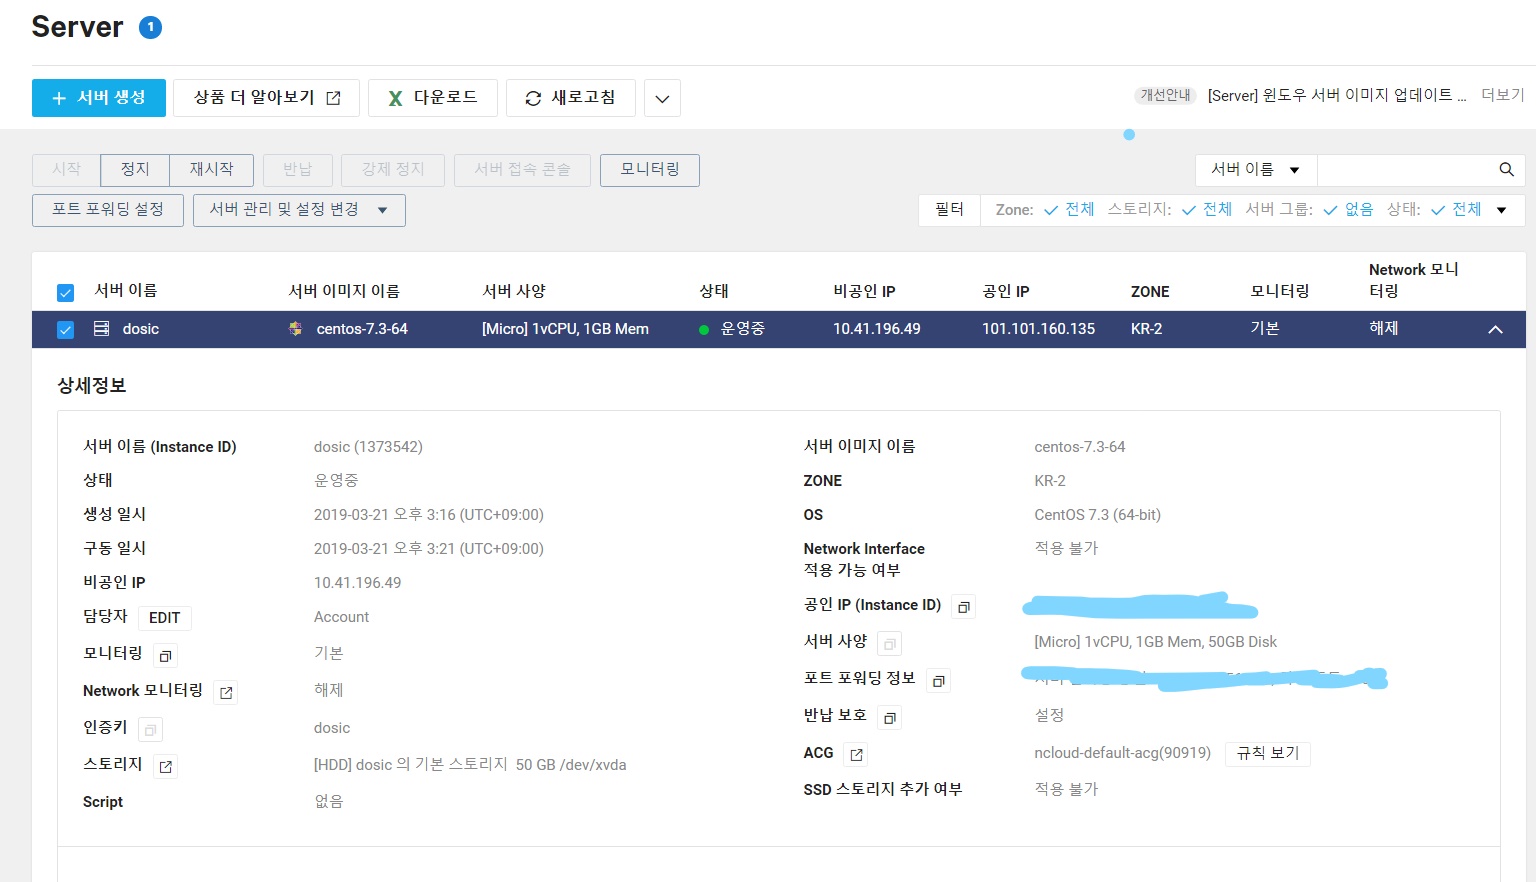 Server 1
서버 생성 상품 더 알아보기 다운로드 새로고침
개선안내 [Server] 윈도우 서버 이미지 업데이트 ... 더보기
시작 정지 재시작 반납 강제 정지 서버 접속 콘솔 모니터링
서버 이름
포트 포워딩 설정 서버 관리 및 설정 변경
필터 Zone: 전체 스토리지: 전체 서버 그룹: 없음 상태: 전체
서버 이름 서버 이미지 이름 서버 사양 상태 비공인 IP 공인 IP ZONE 모니터링 Network 모니
터링
dosic centos-7.3-64 [Micro] 1vCPU, 1GB Mem 운영중 10.41.196.49 101.101.160.135 KR-2 기본 해제
상세정보
서버 이름 (Instance ID) dosic (1373542)
상태 운영중
생성 일시 2019-03-21 오후 3:16 (UTC+09:00)
구동 일시 2019-03-21 오후 3:21 (UTC+09:00)
비공인 IP 10.41.196.49
담당자 EDIT Account
모니터링 기본
Network 모니터링 해제
인증키 dosic
스토리지 [HDD] dosic 의 기본 스토리지 50 GB /dev/xvda
Script 없음
서버 이미지 이름 centos-7.3-64
ZONE KR-2
OS CentOS 7.3 (64-bit)
Network Interface 적용 불가
적용 가능 여부
공인 IP (Instance ID)
서버 사양 [Micro] 1vCPU, 1GB Mem, 50GB Disk
포트 포워딩 정보
반납 보호 설정
ACG ncloud-default-acg(90919) 규칙 보기
SSD 스토리지 추가 여부 적용 불가